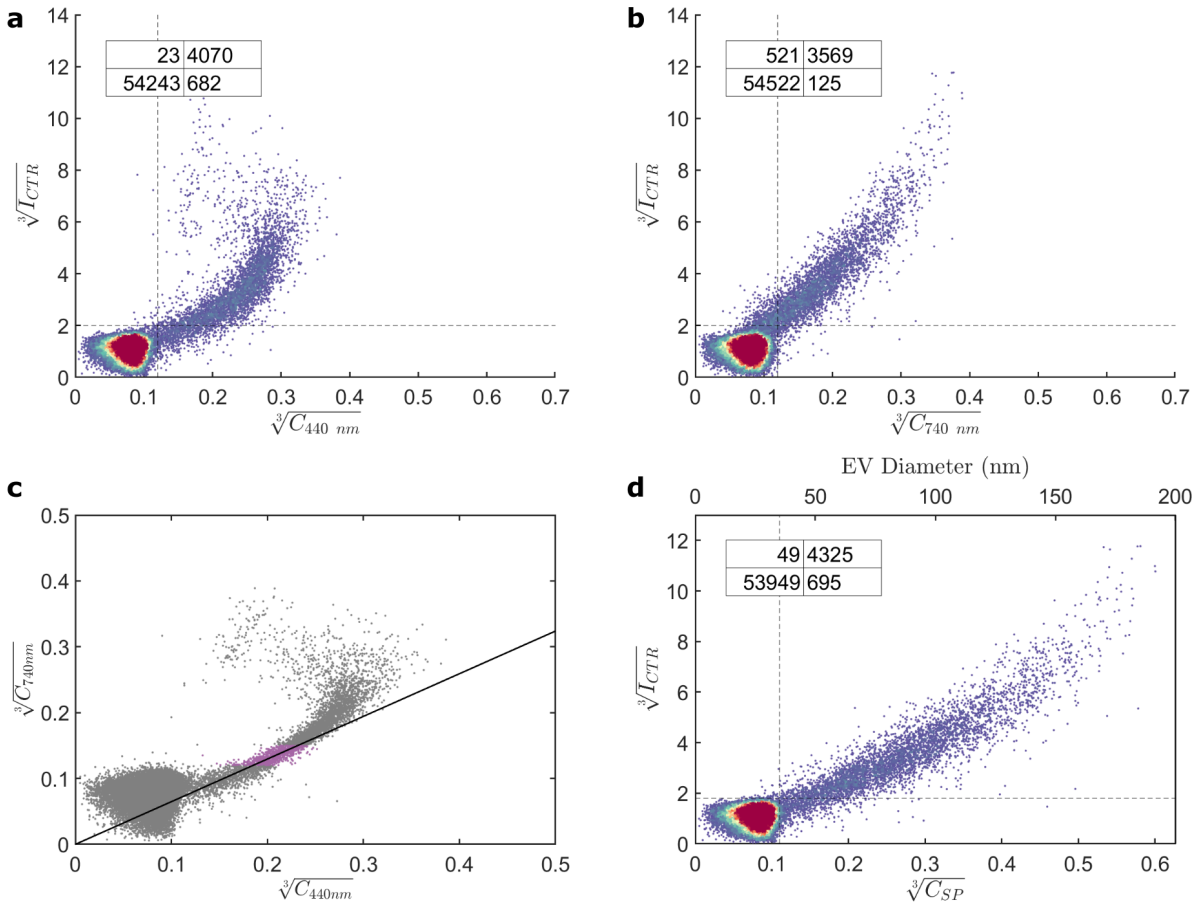 a
14
12
10
8
6
4
2
0
23 4070
54243 682
∛I_CTR
0 0.1 0.2 0.3 0.4 0.5 0.6 0.7
∛C_440 nm
b
14
12
10
8
6
4
2
0
521 3569
54522 125
∛I_CTR
0 0.1 0.2 0.3 0.4 0.5 0.6 0.7
∛C_740 nm
c
0.5
0.4
0.3
0.2
0.1
0
∛C_740nm
0 0.1 0.2 0.3 0.4 0.5
∛C_440nm
EV Diameter (nm)
d
0 50 100 150 200
12
10
8
6
4
2
0
49 4325
53949 695
∛I_CTR
0 0.1 0.2 0.3 0.4 0.5 0.6
∛C_SP